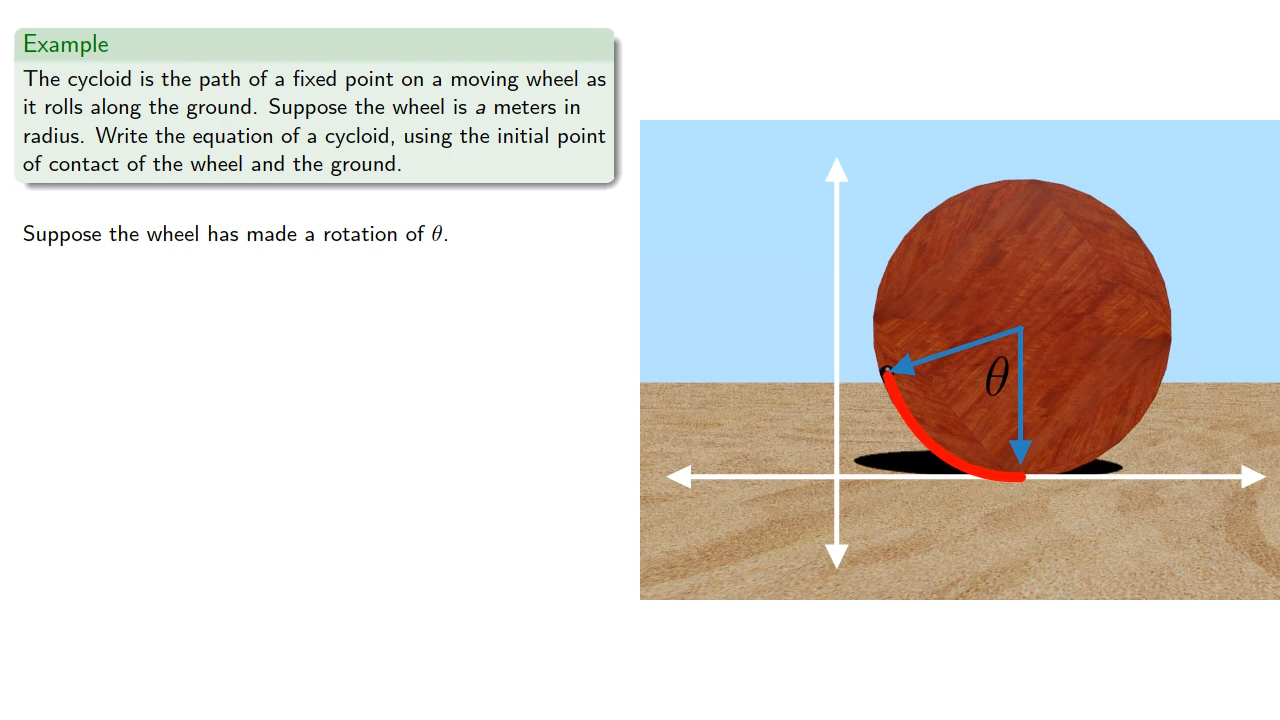 Example
The cycloid is the path of a fixed point on a moving wheel as
it rolls along the ground. Suppose the wheel is a meters in
radius. Write the equation of a cycloid, using the initial point
of contact of the wheel and the ground.
Suppose the wheel has made a rotation of θ.
θ